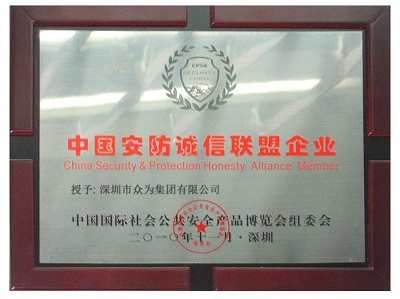 CPSE
SECURITY
CHINA
中国安防诚信联盟企业
China Security & Protection Honesty Alliance Member
授予:深圳市众为集团有限公司
中国国际社会公共安全产品博览会组委会
二〇一〇年十一月·深圳